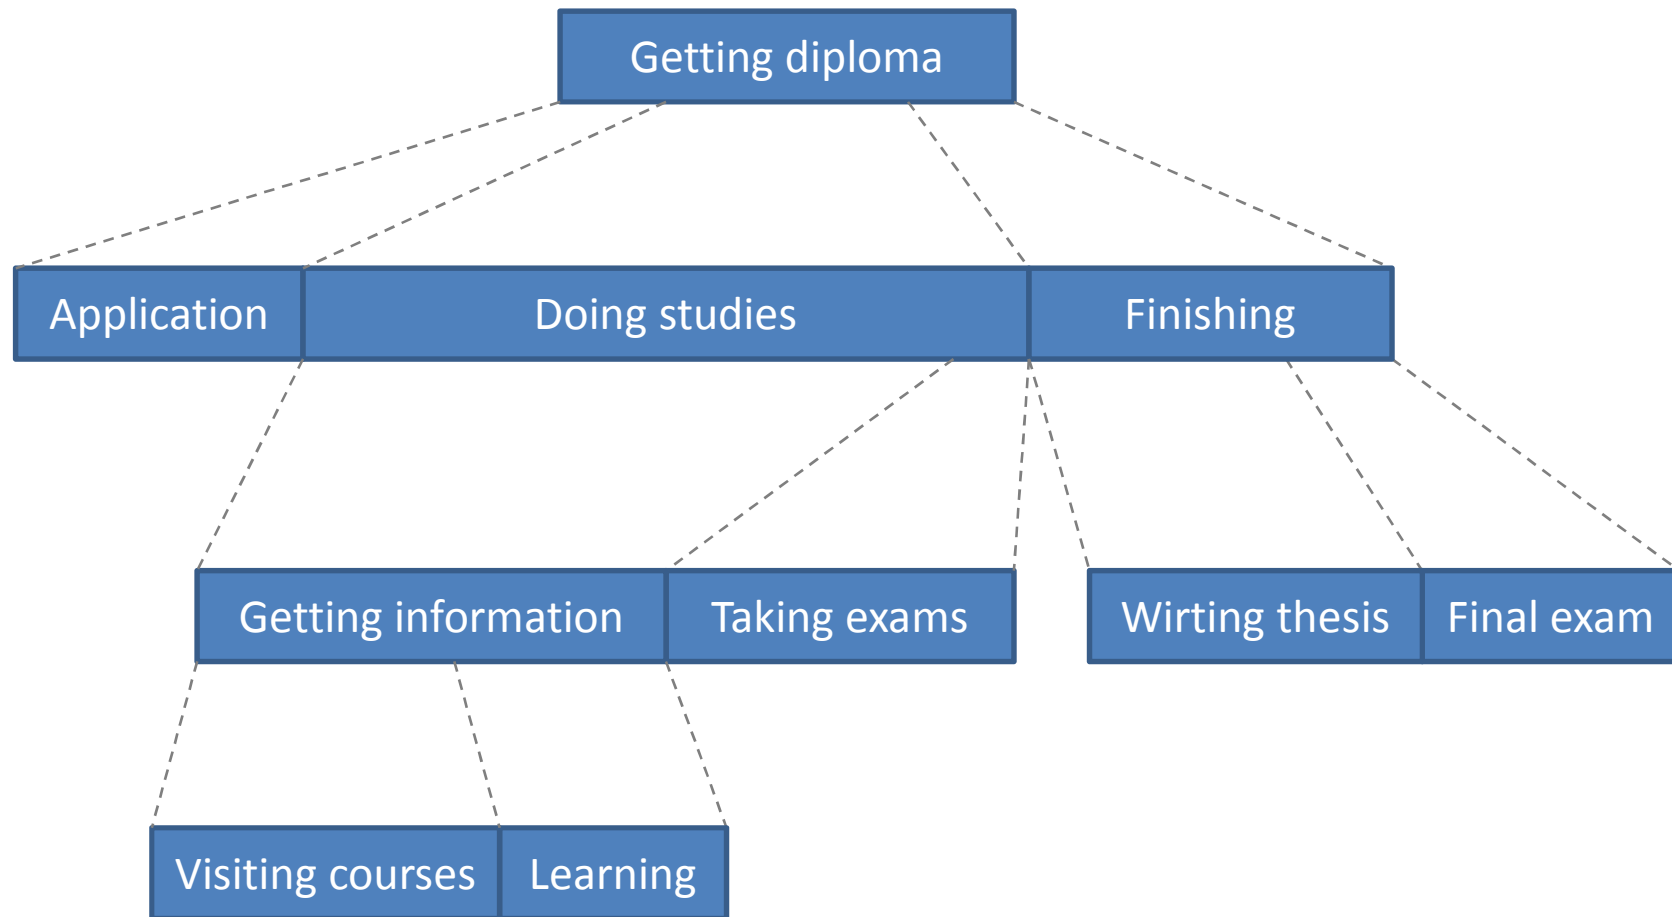 Getting diploma
Application
Doing studies
Finishing
Getting information
Taking exams
Wirting thesis
Final exam
Visiting courses
Learning